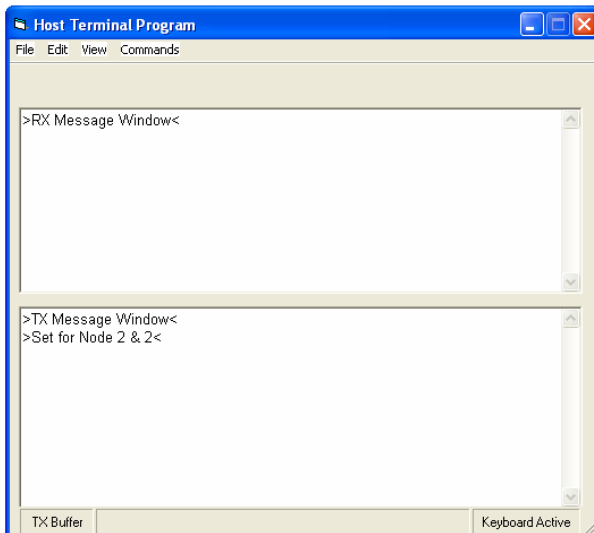 Host Terminal Program
File Edit View Commands
>RX Message Window<
>TX Message Window<
>Set for Node 2 & 2<
TX Buffer Keyboard Active